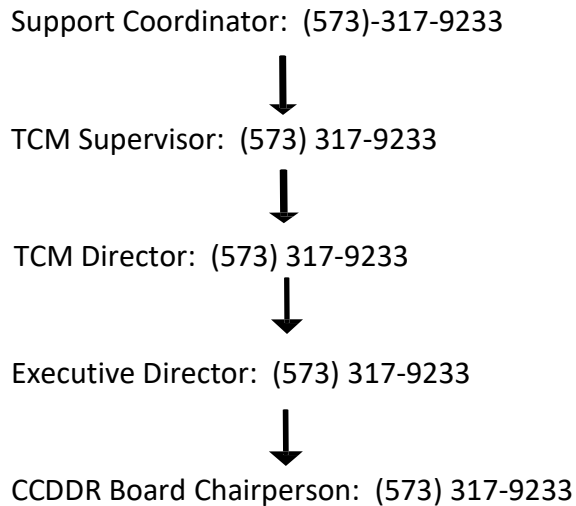 Support Coordinator: (573)-317-9233
TCM Supervisor: (573) 317-9233
TCM Director: (573) 317-9233
Executive Director: (573) 317-9233
CCDDR Board Chairperson: (573) 317-9233